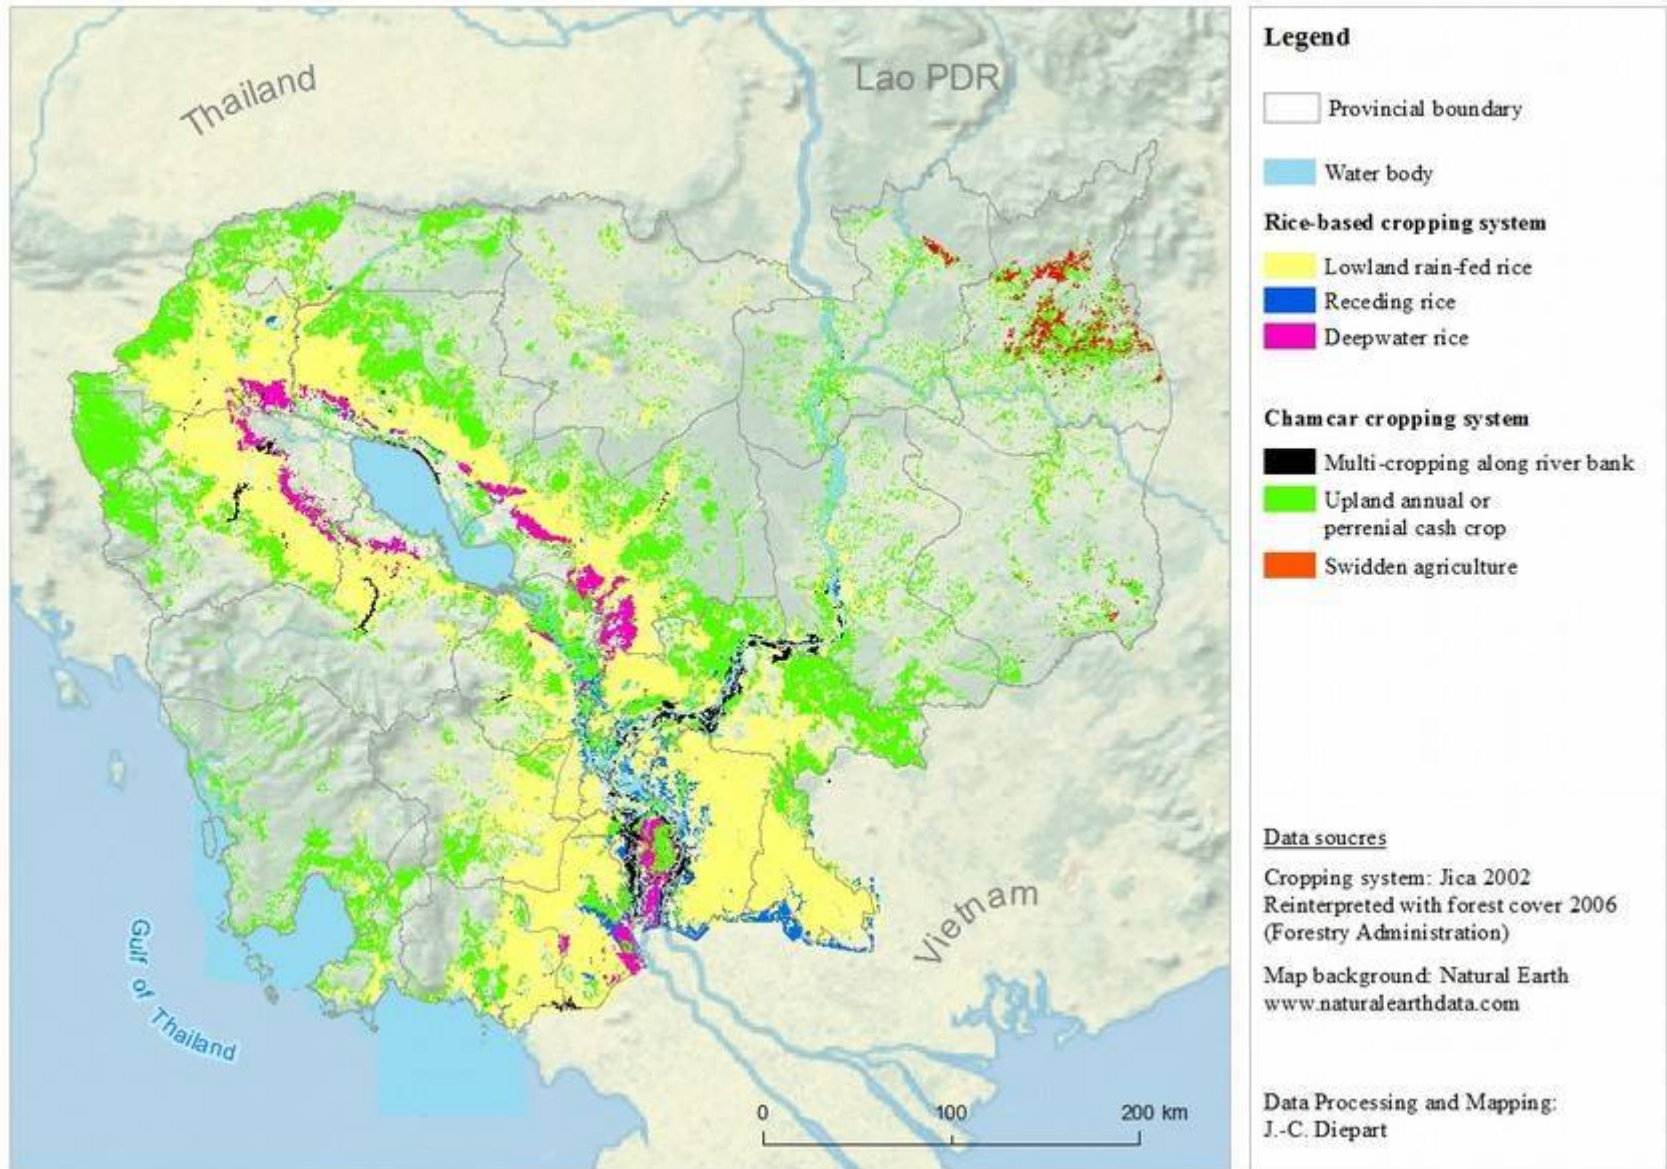 Thailand
Lao PDR
Vietnam
Gulf of Thailand
0 100 200 km
Legend
Provincial boundary
Water body
Rice-based cropping system
Lowland rain-fed rice
Receding rice
Deepwater rice
Chamcar cropping system
Multi-cropping along river bank
Upland annual or
perrenial cash crop
Swidden agriculture
Data soucres
Cropping system: Jica 2002
Reinterpreted with forest cover 2006
(Forestry Administration)
Map background: Natural Earth
www.naturalearthdata.com
Data Processing and Mapping:
J.-C. Diepart